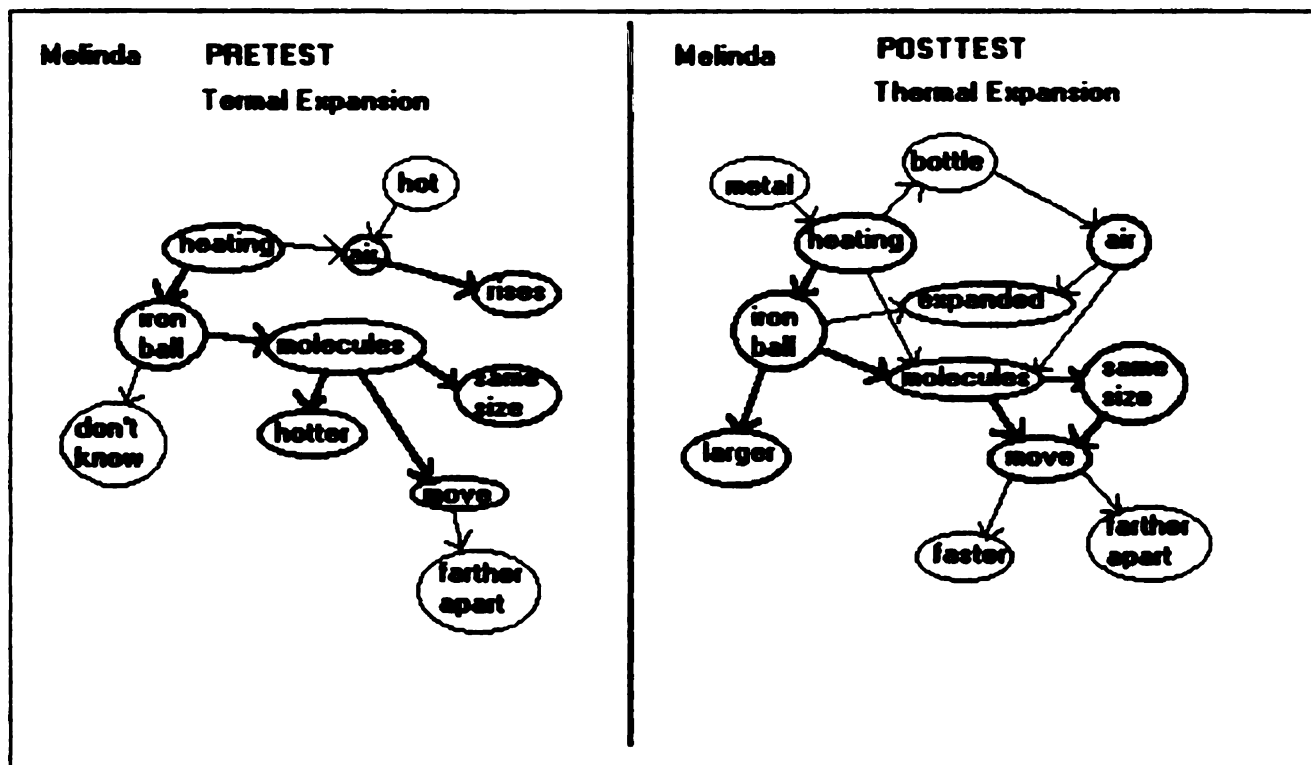 Melinda PRETEST
Termal Expansion
hot
heating
air
rises
iron
ball
molecules
same
size
don't
know
hotter
move
farther
apart
Melinda POSTTEST
Thermal Expansion
bottle
metal
heating
air
expanded
iron
ball
molecules
same
size
larger
move
faster
farther
apart